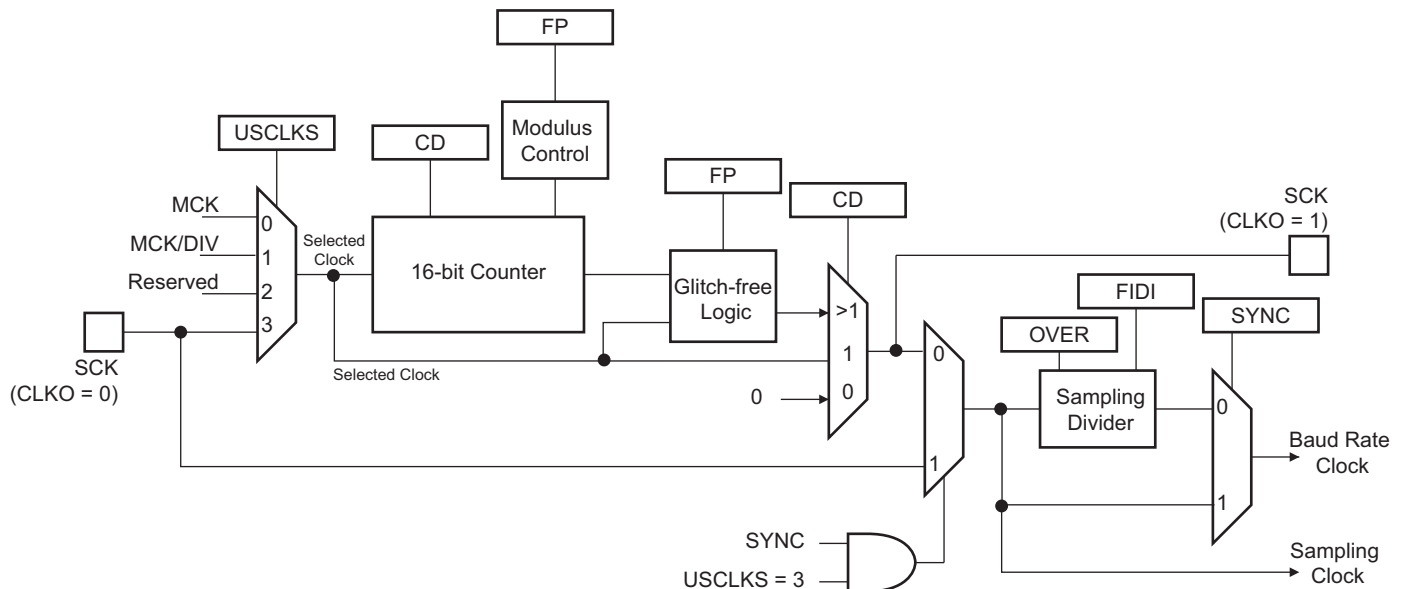 FP
Modulus
Control
USCLKS
CD
FP
CD
MCK
0
MCK/DIV
1
Reserved
2
3
Selected
Clock
16-bit Counter
Glitch-free
Logic
>1
1
0
0
Selected Clock
SCK
(CLKO = 0)
SCK
(CLKO = 1)
FIDI
OVER
SYNC
0
1
Sampling
Divider
0
1
Baud Rate
Clock
Sampling
Clock
SYNC
USCLKS = 3